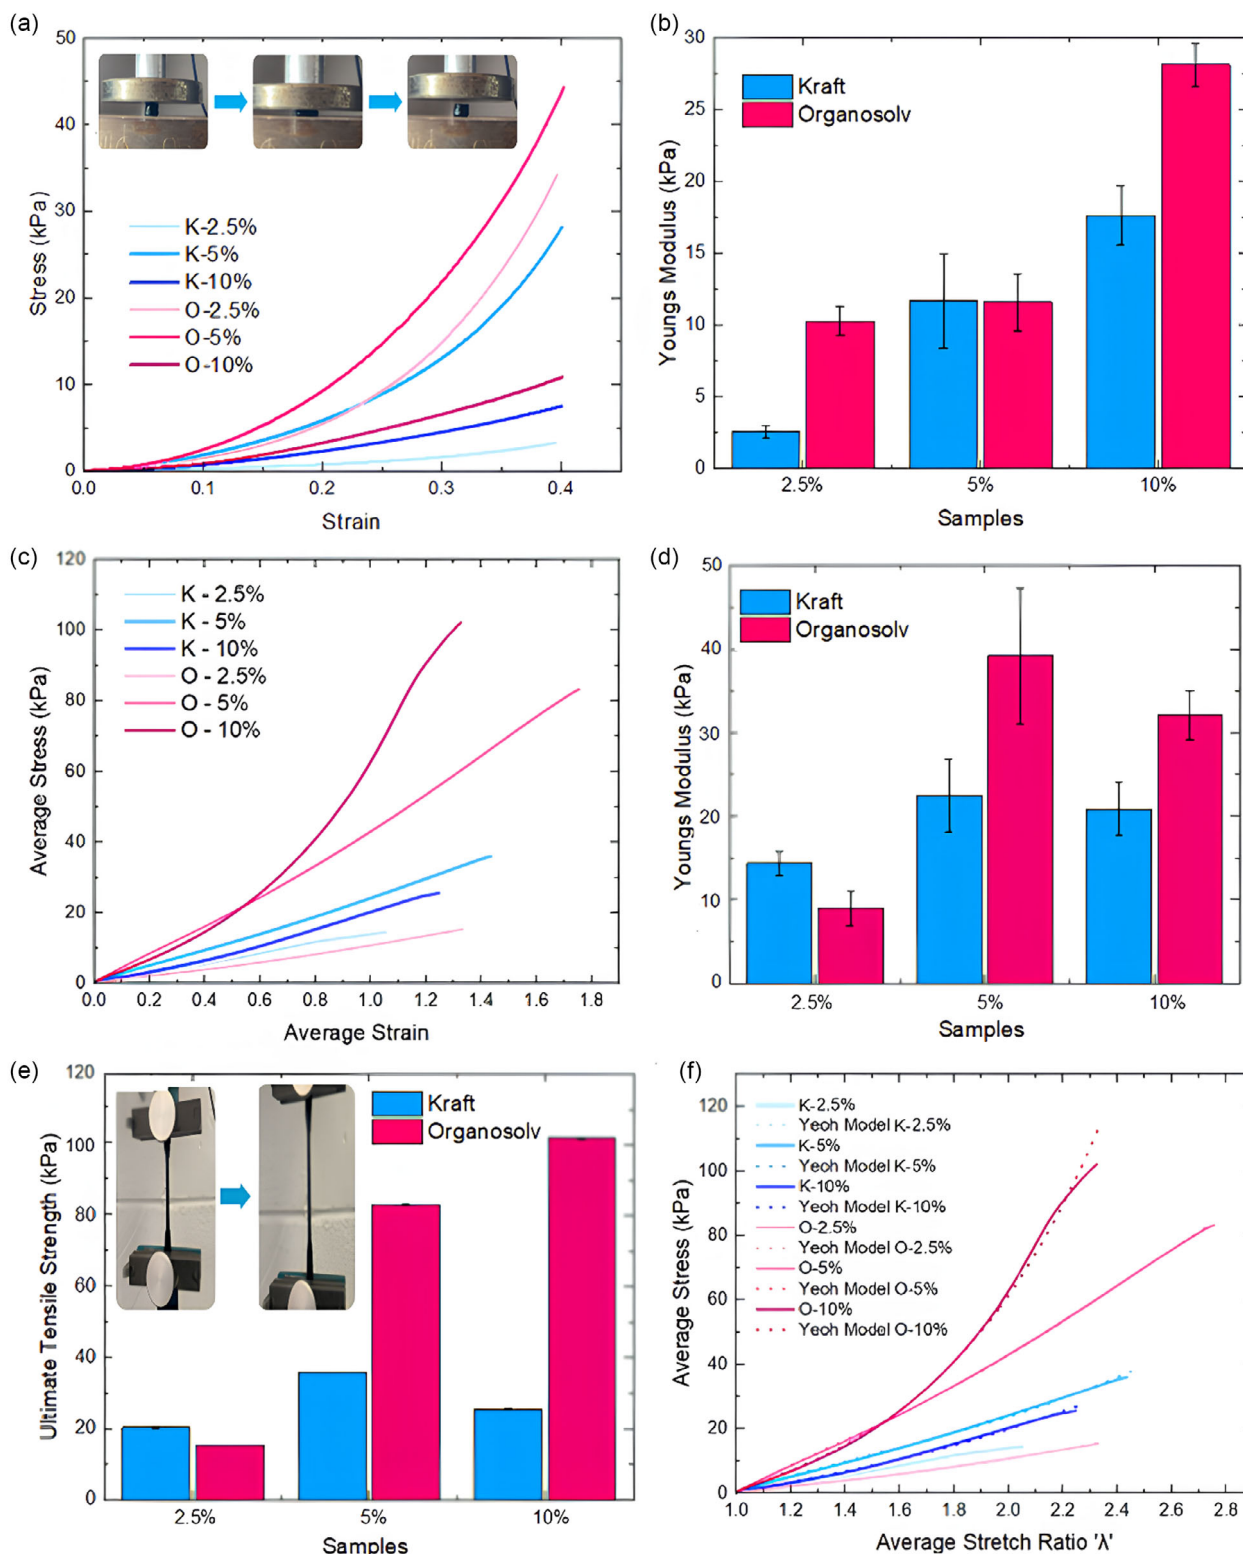 (a)
50
40
30
20
10
0
Stress (kPa)
K-2.5%
K-5%
K-10%
O-2.5%
O-5%
O-10%
0.0 0.1 0.2 0.3 0.4
Strain
(b)
30
25
20
15
10
5
0
Youngs Modulus (kPa)
Kraft
Organosolv
2.5% 5% 10%
Samples
(c)
120
100
80
60
40
20
0
Average Stress (kPa)
K - 2.5%
K - 5%
K - 10%
O - 2.5%
O - 5%
O - 10%
0.0 0.2 0.4 0.6 0.8 1.0 1.2 1.4 1.6 1.8
Average Strain
(d)
50
40
30
20
10
0
Youngs Modulus (kPa)
Kraft
Organosolv
2.5% 5% 10%
Samples
(e)
120
100
80
60
40
20
0
Ultimate Tensile Strength (kPa)
Kraft
Organosolv
2.5% 5% 10%
Samples
(f)
120
100
80
60
40
20
0
Average Stress (kPa)
K-2.5%
Yeoh Model K-2.5%
K-5%
Yeoh Model K-5%
K-10%
Yeoh Model K-10%
O-2.5%
Yeoh Model O-2.5%
O-5%
Yeoh Model O-5%
O-10%
Yeoh Model O-10%
1.0 1.2 1.4 1.6 1.8 2.0 2.2 2.4 2.6 2.8
Average Stretch Ratio 'λ'